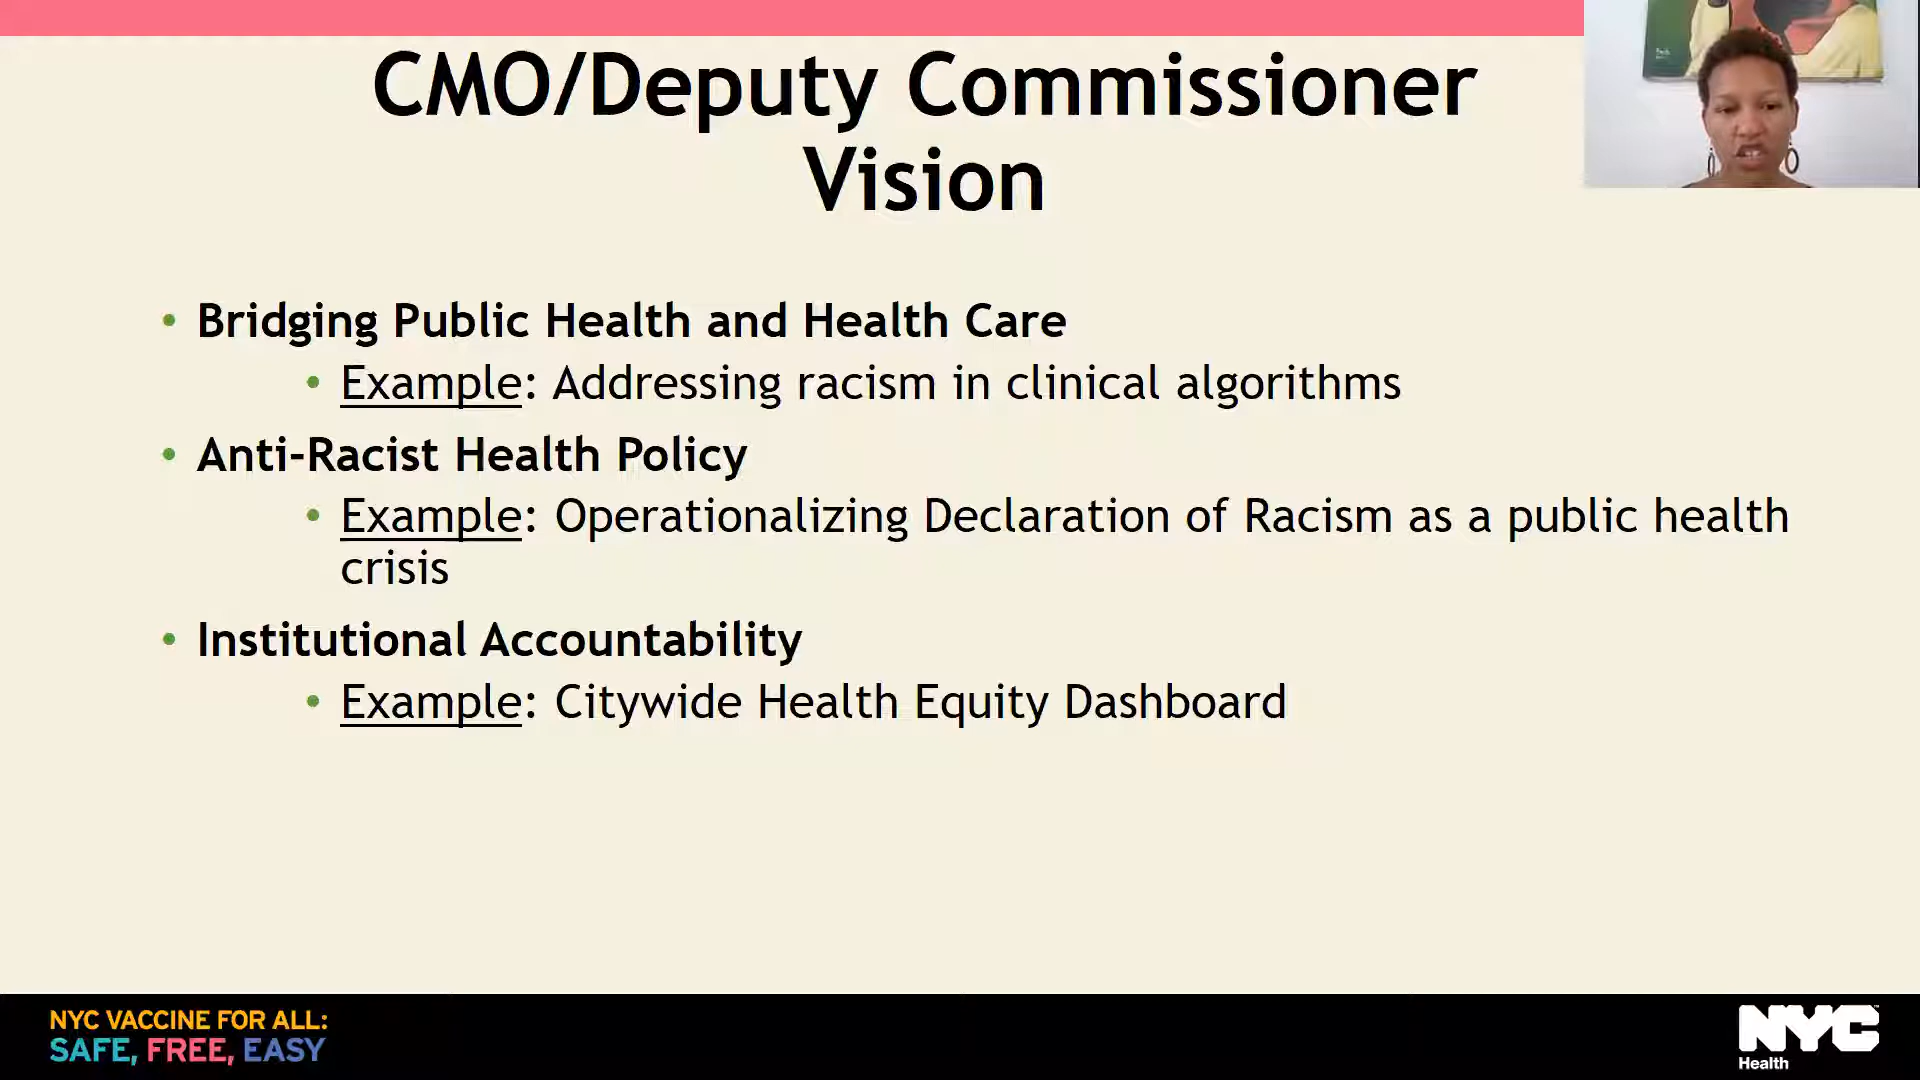 CMO/Deputy Commissioner
Vision
• Bridging Public Health and Health Care
• Example: Addressing racism in clinical algorithms
• Anti-Racist Health Policy
• Example: Operationalizing Declaration of Racism as a public health
crisis
• Institutional Accountability
• Example: Citywide Health Equity Dashboard
NYC VACCINE FOR ALL:
SAFE, FREE, EASY
NYC
Health